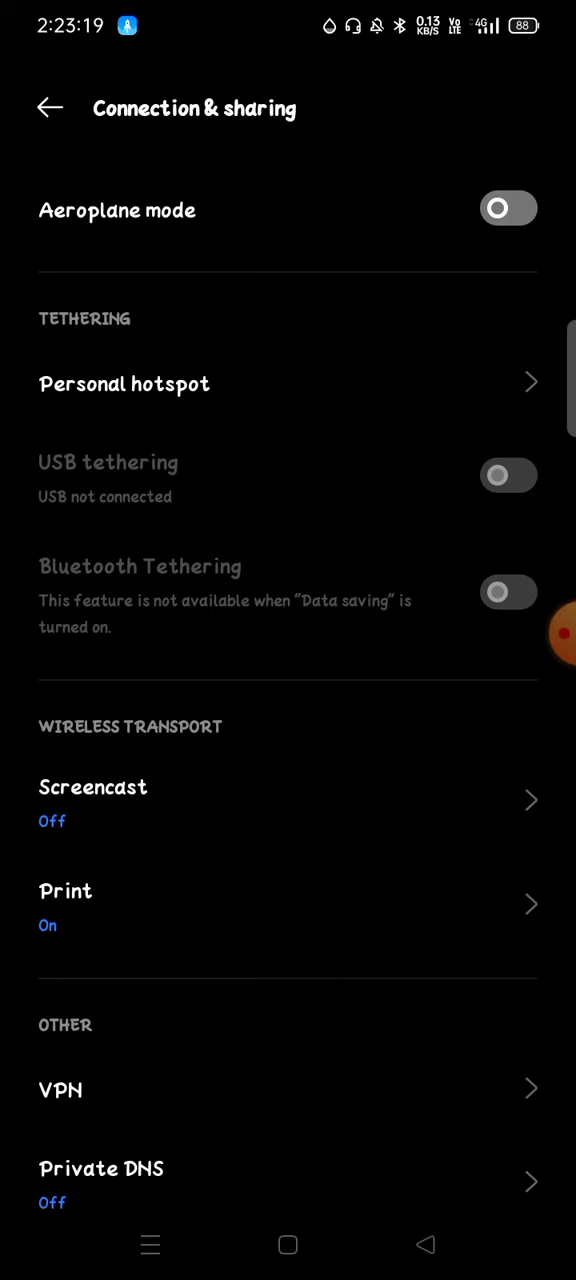 2:23:19 0.13 KB/S Vo LTE 4G 88
Connection & sharing
Aeroplane mode
TETHERING
Personal hotspot
USB tethering
USB not connected
Bluetooth Tethering
This feature is not available when "Data saving" is
turned on.
WIRELESS TRANSPORT
Screencast
Off
Print
On
OTHER
VPN
Private DNS
Off